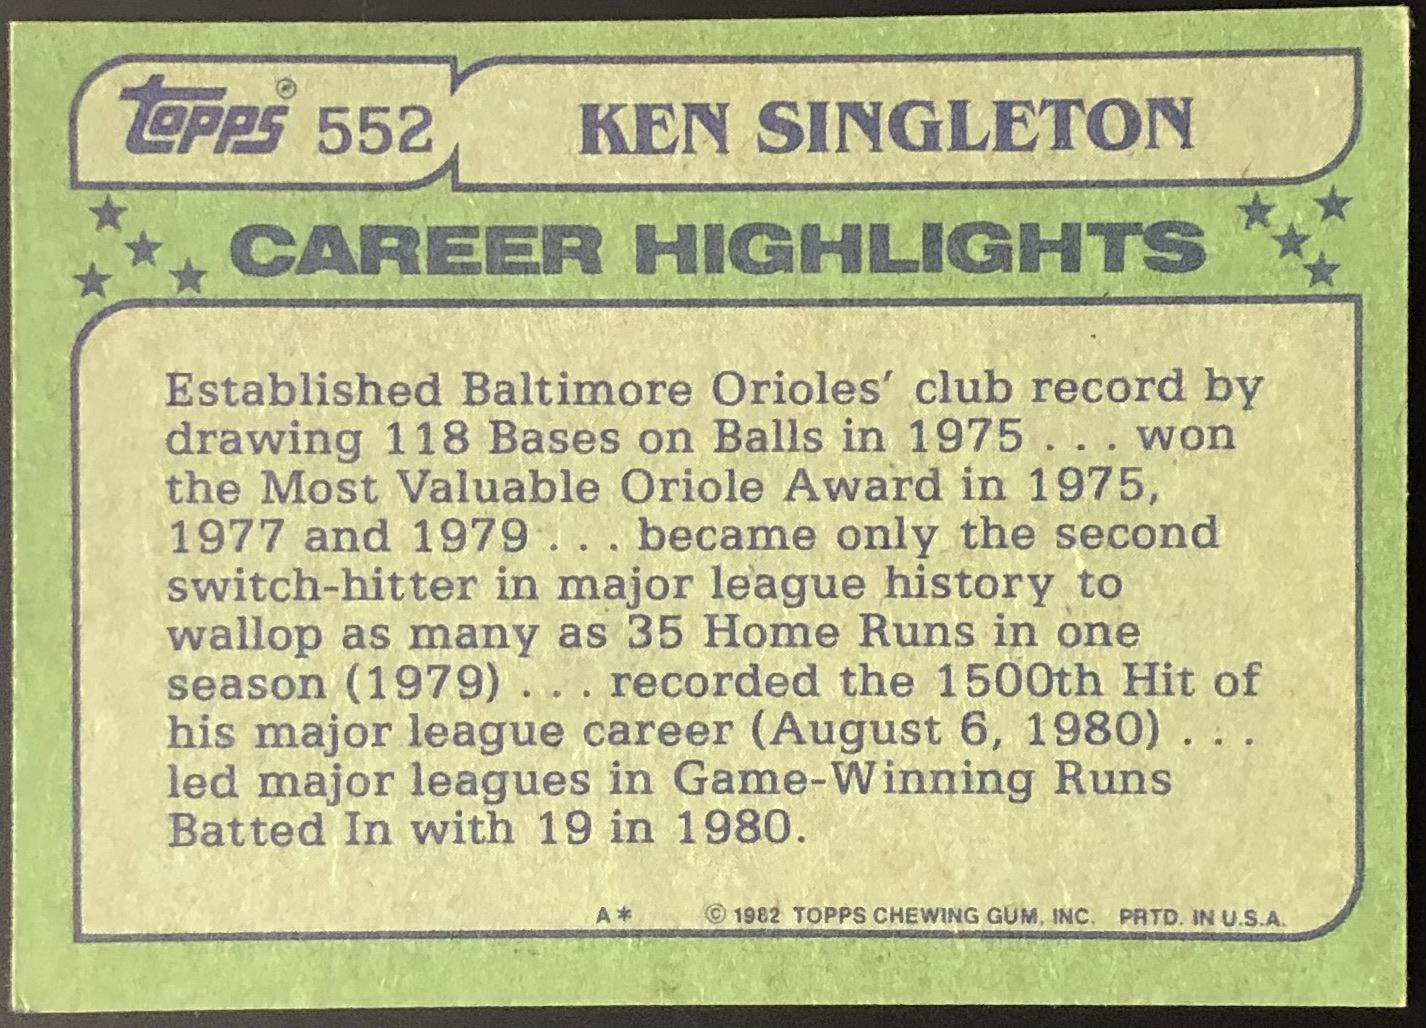 Topps® 552 KEN SINGLETON
CAREER HIGHLIGHTS
Established Baltimore Orioles' club record by
drawing 118 Bases on Balls in 1975 . . . won
the Most Valuable Oriole Award in 1975,
1977 and 1979 . . . became only the second
switch-hitter in major league history to
wallop as many as 35 Home Runs in one
season (1979) . . . recorded the 1500th Hit of
his major league career (August 6, 1980) . . .
led major leagues in Game-Winning Runs
Batted In with 19 in 1980.
A* © 1982 TOPPS CHEWING GUM, INC. PRTD. IN U.S.A.